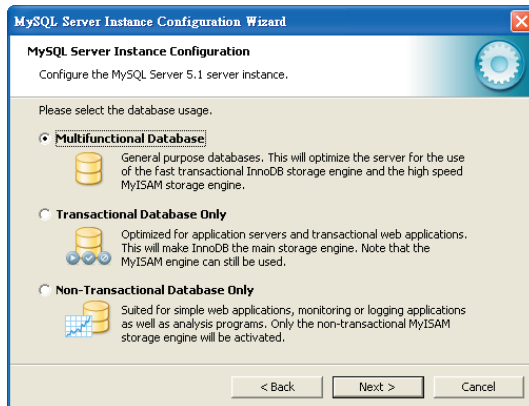 MySQL Server Instance Configuration Wizard
MySQL Server Instance Configuration
Configure the MySQL Server 5.1 server instance.
Please select the database usage.
Multifunctional Database
General purpose databases. This will optimize the server for the use
of the fast transactional InnoDB storage engine and the high speed
MyISAM storage engine.
Transactional Database Only
Optimized for application servers and transactional web applications.
This will make InnoDB the main storage engine. Note that the
MyISAM engine can still be used.
Non-Transactional Database Only
Suited for simple web applications, monitoring or logging applications
as well as analysis programs. Only the non-transactional MyISAM
storage engine will be activated.
< Back
Next >
Cancel